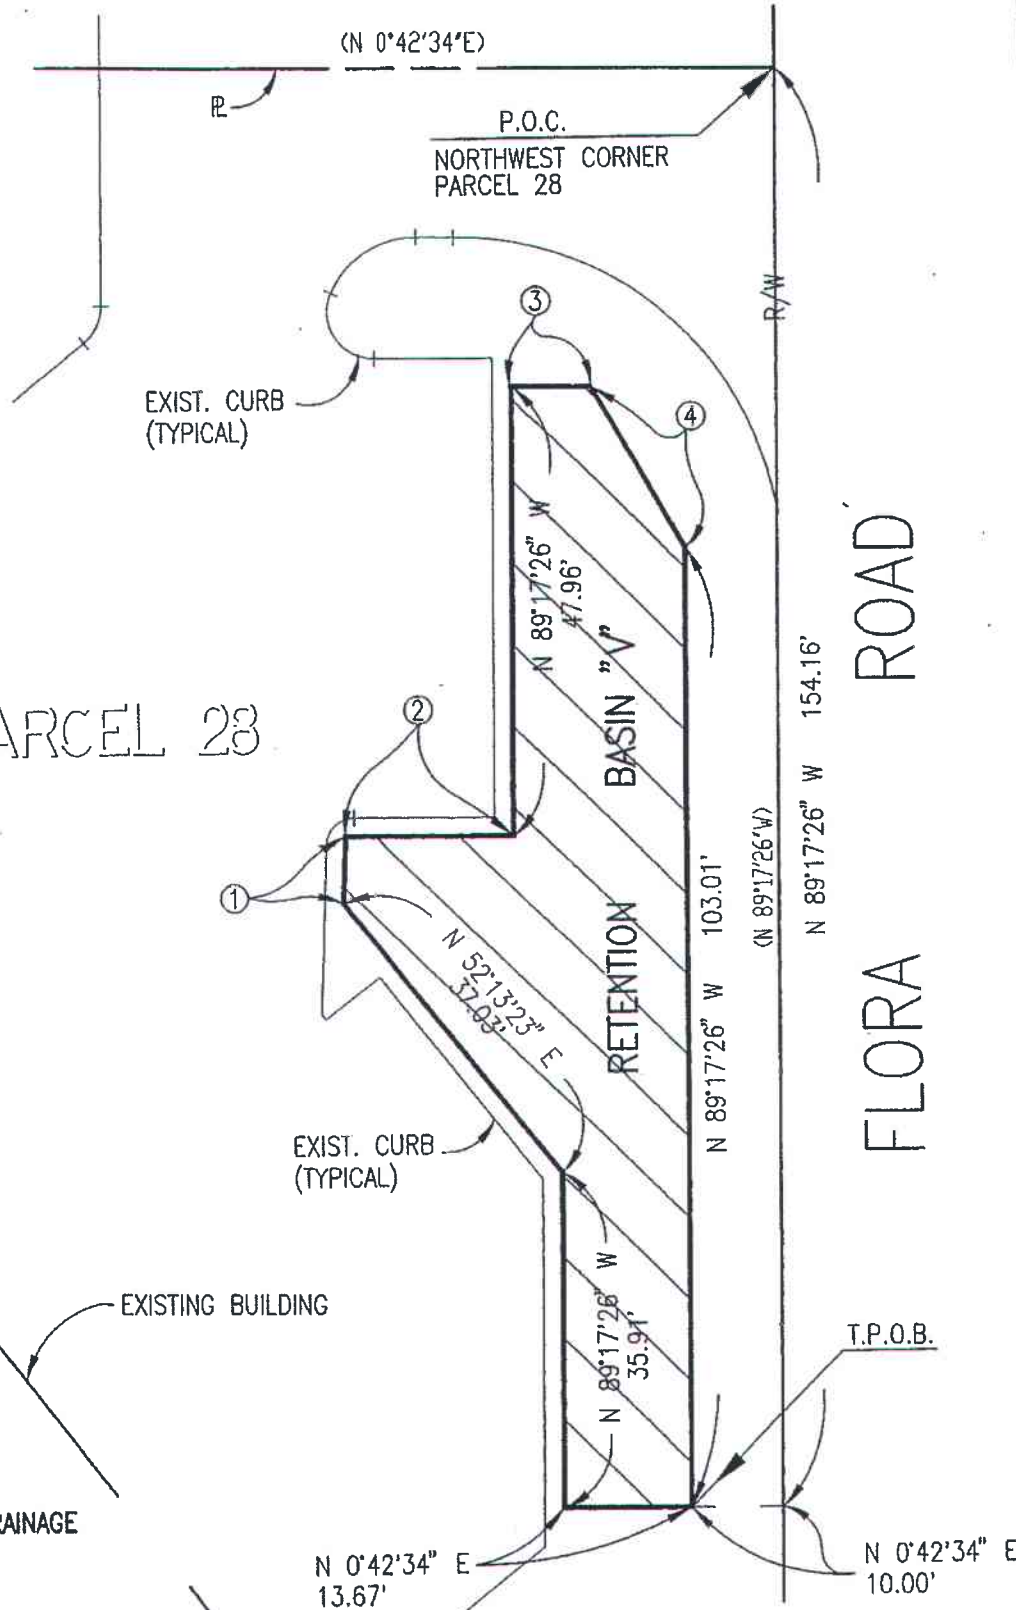 (N 0°42'34"E)
PL
P.O.C.
NORTHWEST CORNER
PARCEL 28
R/W
3
EXIST. CURB
(TYPICAL)
4
N 89°17'26" W
47.96'
ROAD
BASIN "V"
N 89°17'26" W 154.16'
ARCEL 28
2
(N 89°17'26"W)
N 89°17'26" W 103.01'
1
N 52°13'23" E
37.03'
RETENTION
FLORA
EXIST. CURB
(TYPICAL)
N 89°17'26" W
35.91'
EXISTING BUILDING
T.P.O.B.
RAINAGE
N 0°42'34" E
13.67'
N 0°42'34" E
10.00'